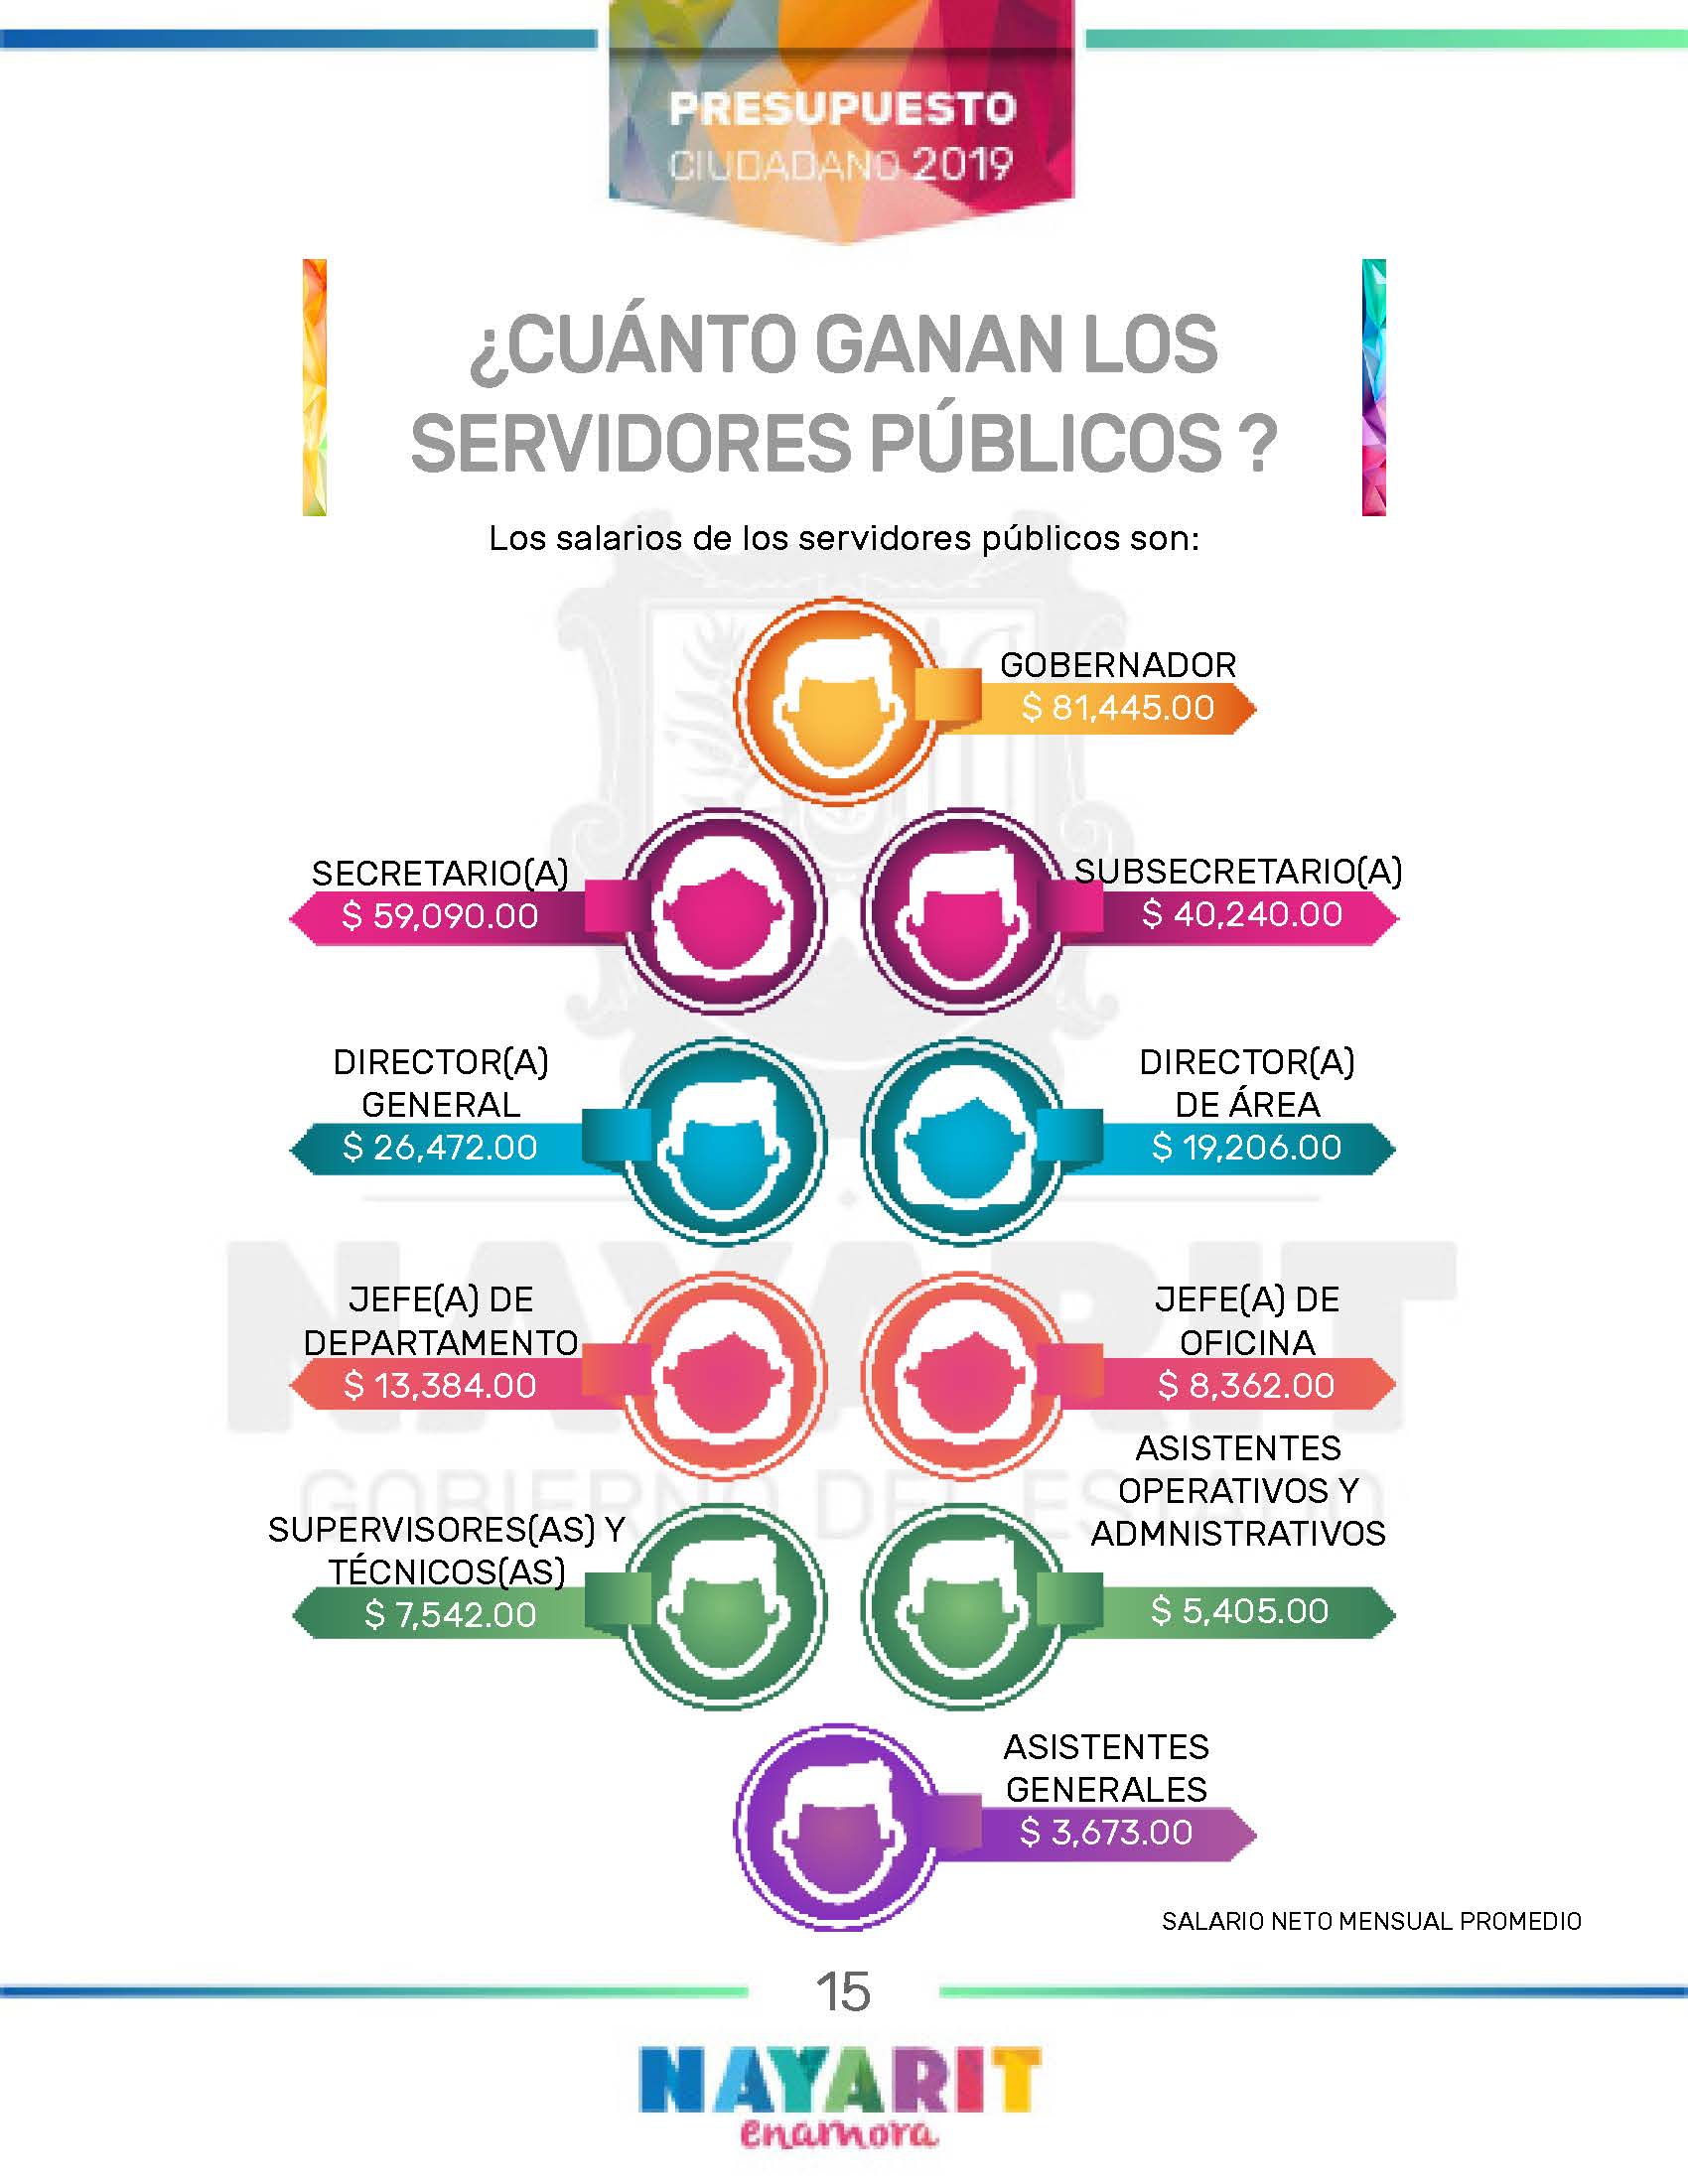 PRESUPUESTO
CIUDADANO 2019
¿CUÁNTO GANAN LOS
SERVIDORES PÚBLICOS ?
Los salarios de los servidores públicos son:
GOBERNADOR
$ 81,445.00
SECRETARIO(A)
$ 59,090.00
SUBSECRETARIO(A)
$ 40,240.00
DIRECTOR(A)
GENERAL
$ 26,472.00
DIRECTOR(A)
DE ÁREA
$ 19,206.00
JEFE(A) DE
DEPARTAMENTO
$ 13,384.00
JEFE(A) DE
OFICINA
$ 8,362.00
SUPERVISORES(AS) Y
TÉCNICOS(AS)
$ 7,542.00
ASISTENTES
OPERATIVOS Y
ADMNISTRATIVOS
$ 5,405.00
ASISTENTES
GENERALES
$ 3,673.00
SALARIO NETO MENSUAL PROMEDIO
NAYARIT
GOBIERNO DEL ESTADO
15
NAYARIT
enamora